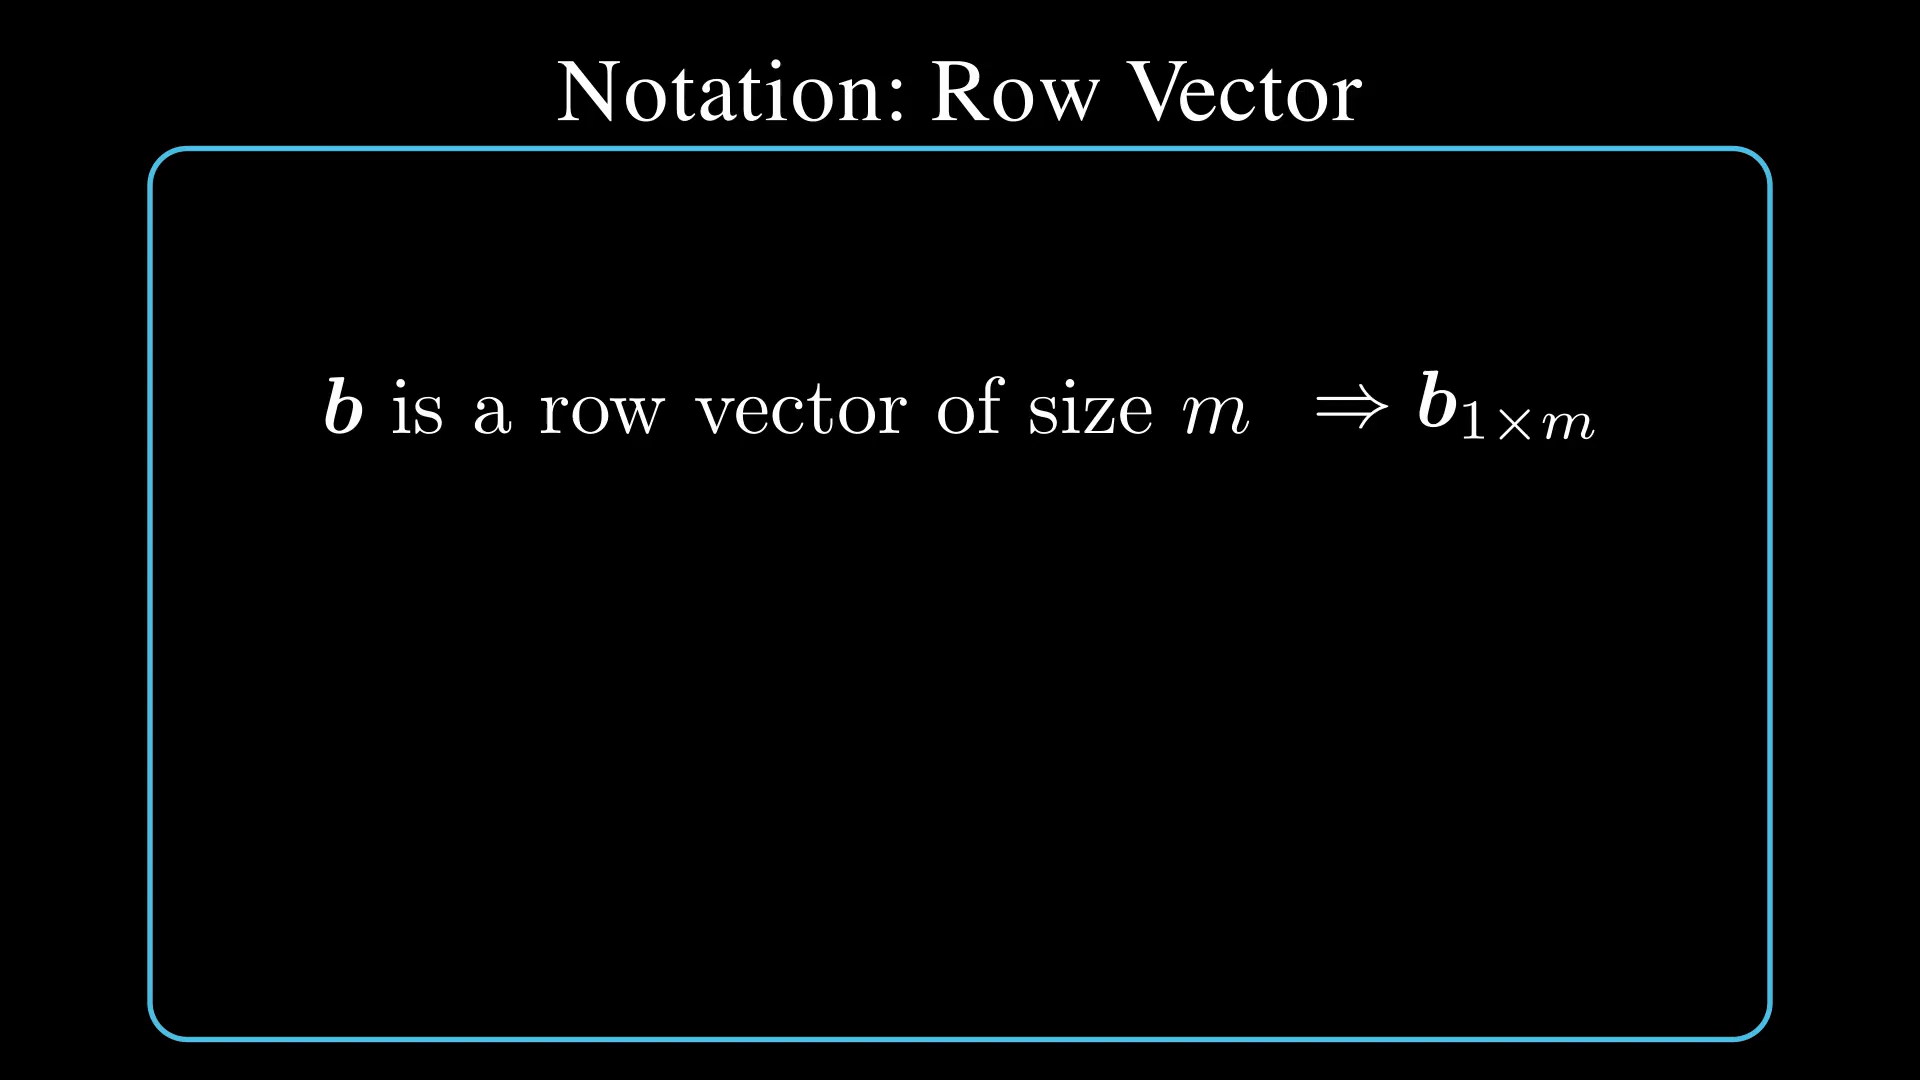 Notation: Row Vector
b is a row vector of size m ⇒ b₁×ₘ